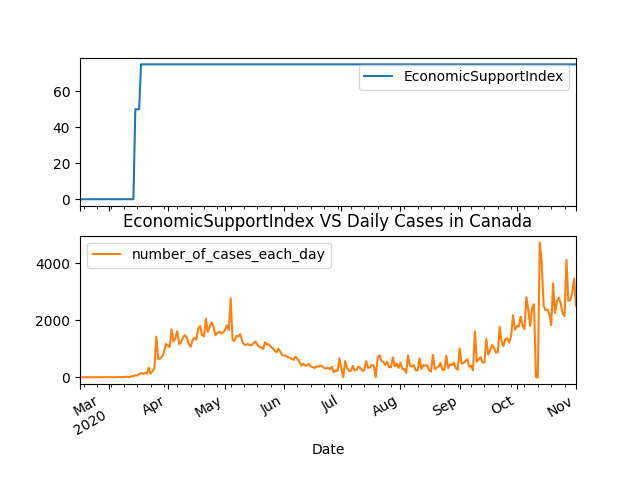 EconomicSupportIndex
60
40
20
0
EconomicSupportIndex VS Daily Cases in Canada
number_of_cases_each_day
4000
2000
0
Mar
2020
Apr
May
Jun
Jul
Aug
Sep
Oct
Nov
Date